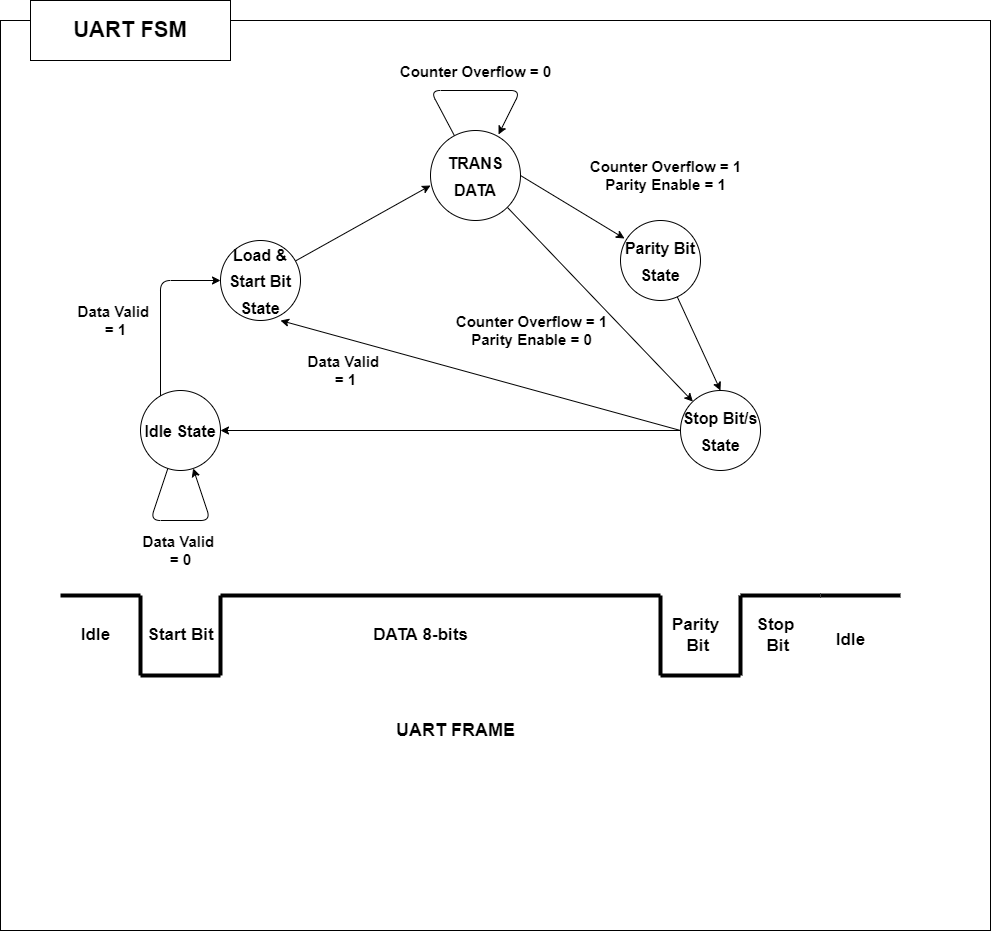 UART FSM
Counter Overflow = 0
TRANS
DATA
Counter Overflow = 1
Parity Enable = 1
Parity Bit
State
Load &
Start Bit
State
Data Valid
= 1
Counter Overflow = 1
Parity Enable = 0
Data Valid
= 1
Idle State
Stop Bit/s
State
Data Valid
= 0
Idle
Start Bit
DATA 8-bits
Parity
Bit
Stop
Bit
Idle
UART FRAME